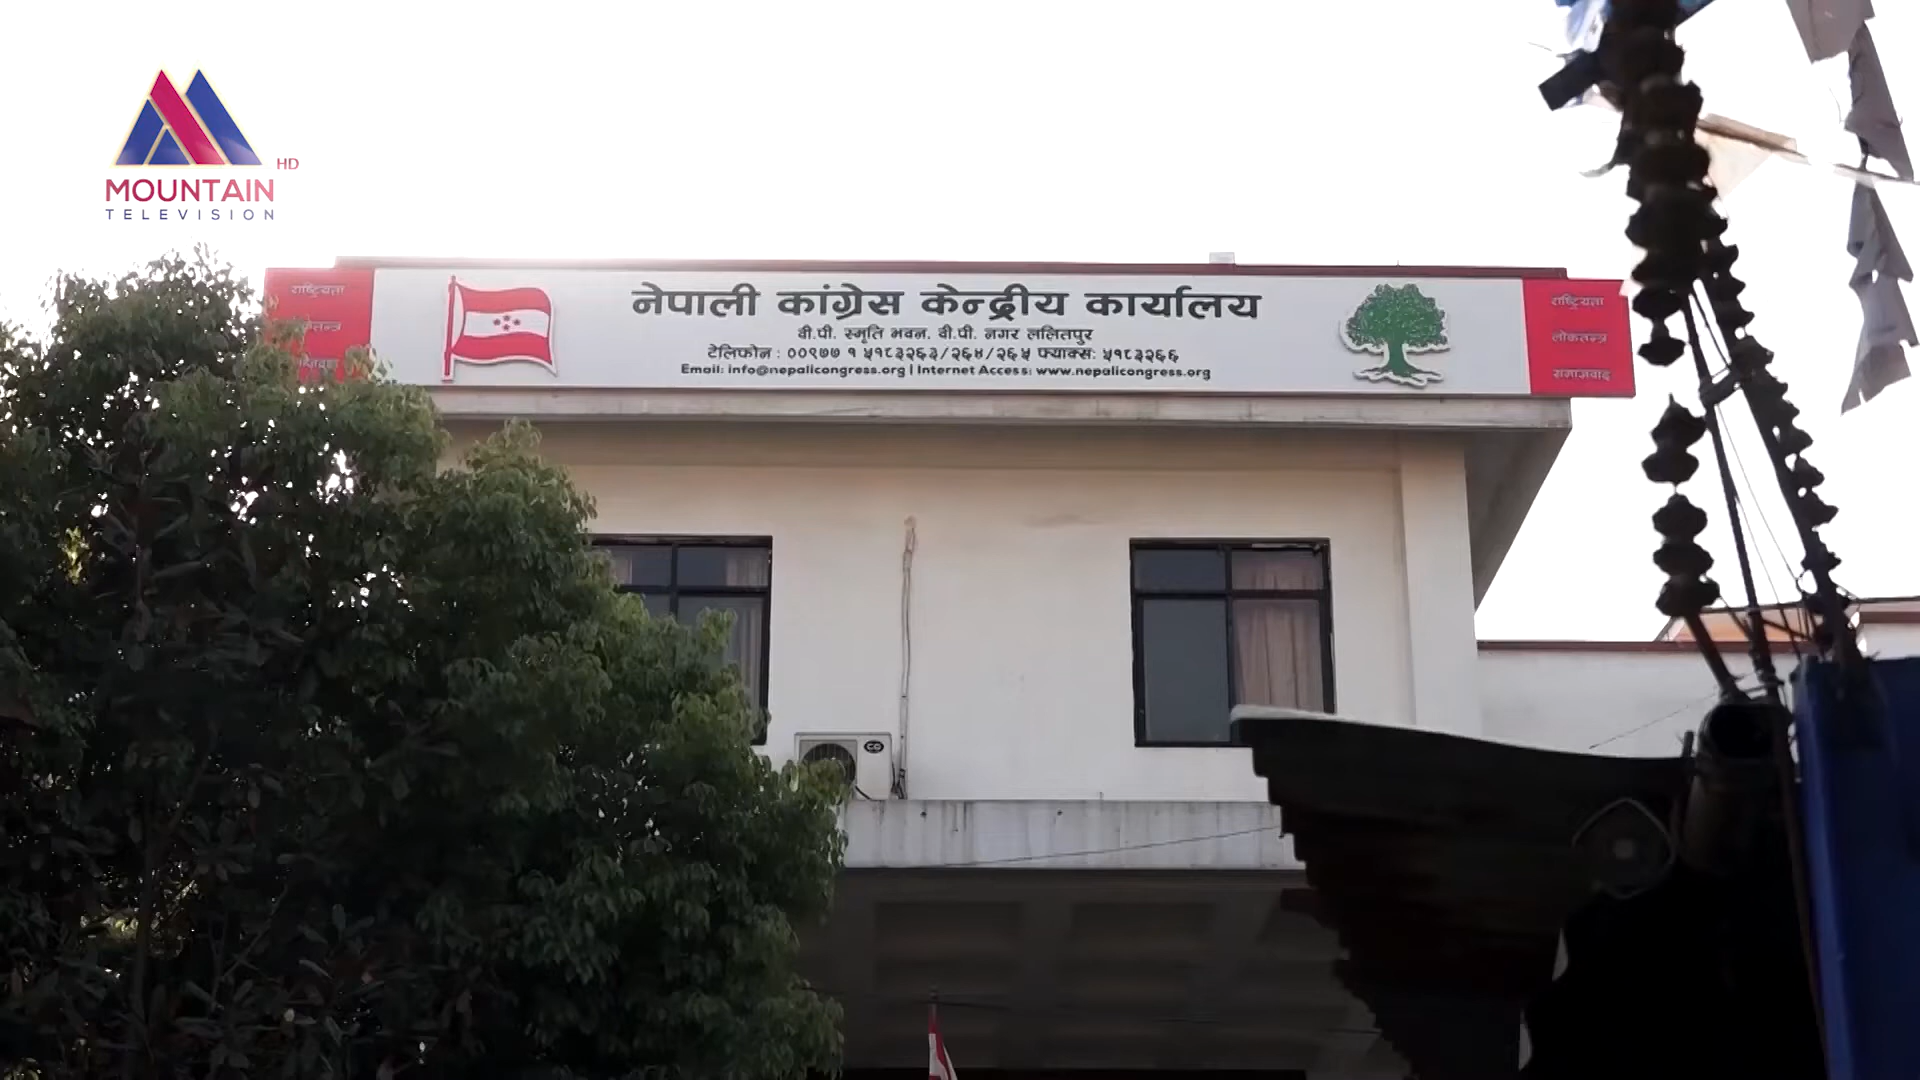 MOUNTAIN HD
TELEVISION
नेपाली कांग्रेस केन्द्रीय कार्यालय
वी.पी. स्मृति भवन, वी.पी. नगर ललितपुर
टेलिफोन : ००९७७ १ ५१८३२६३/२६४/२६५ फ्याक्स: ५१८३२६६
Email: info@nepalicongress.org | Internet Access: www.nepalicongress.org
राष्ट्रियता
राष्ट्रियता
लोकतन्त्र
समाजवाद